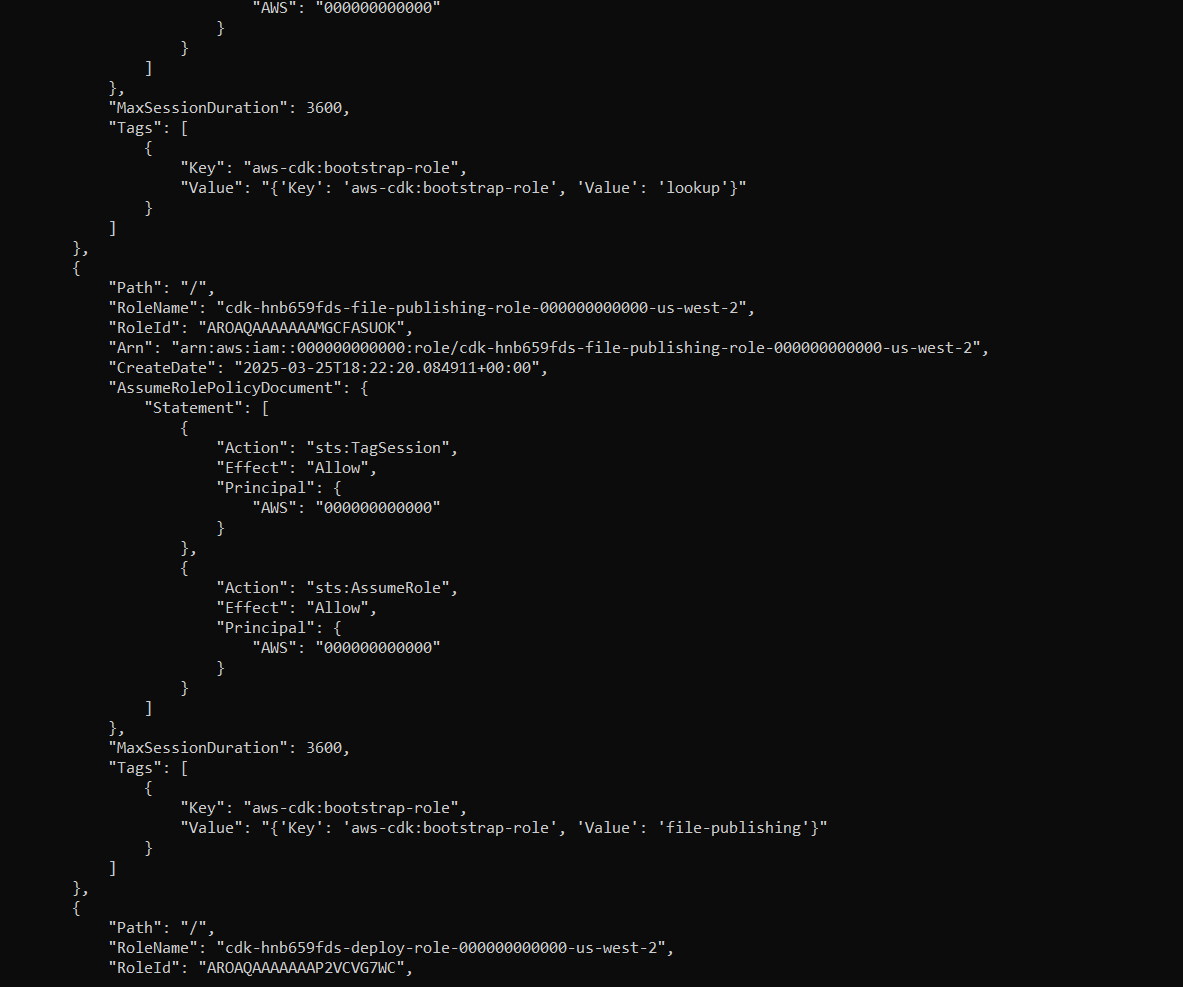 "AWS": "000000000000"
                        }
                    }
                ]
            },
            "MaxSessionDuration": 3600,
            "Tags": [
                {
                    "Key": "aws-cdk:bootstrap-role",
                    "Value": "{'Key': 'aws-cdk:bootstrap-role', 'Value': 'lookup'}"
                }
            ]
        },
        {
            "Path": "/",
            "RoleName": "cdk-hnb659fds-file-publishing-role-000000000000-us-west-2",
            "RoleId": "AROAQAAAAAAAMGCFASUOK",
            "Arn": "arn:aws:iam::000000000000:role/cdk-hnb659fds-file-publishing-role-000000000000-us-west-2",
            "CreateDate": "2025-03-25T18:22:20.084911+00:00",
            "AssumeRolePolicyDocument": {
                "Statement": [
                    {
                        "Action": "sts:TagSession",
                        "Effect": "Allow",
                        "Principal": {
                            "AWS": "000000000000"
                        }
                    },
                    {
                        "Action": "sts:AssumeRole",
                        "Effect": "Allow",
                        "Principal": {
                            "AWS": "000000000000"
                        }
                    }
                ]
            },
            "MaxSessionDuration": 3600,
            "Tags": [
                {
                    "Key": "aws-cdk:bootstrap-role",
                    "Value": "{'Key': 'aws-cdk:bootstrap-role', 'Value': 'file-publishing'}"
                }
            ]
        },
        {
            "Path": "/",
            "RoleName": "cdk-hnb659fds-deploy-role-000000000000-us-west-2",
            "RoleId": "AROAQAAAAAAAP2VCVG7WC",